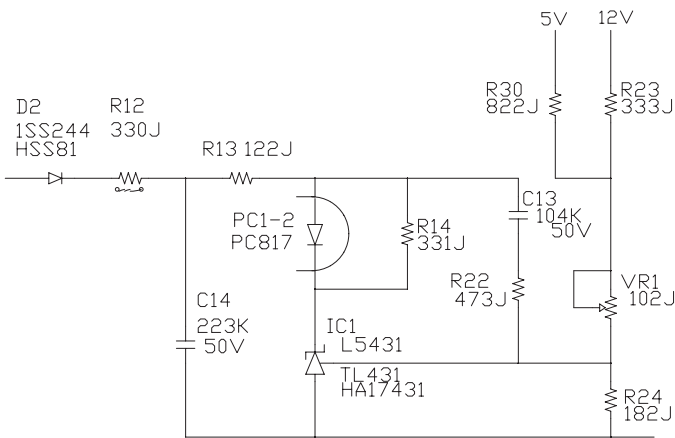 5V
12V
R30
822J
R23
333J
D2
1SS244
HSS81
R12
330J
R13 122J
PC1-2
PC817
R14
331J
C13
104K
50V
R22
473J
VR1
102J
C14
223K
50V
IC1
L5431
TL431
HA17431
R24
182J